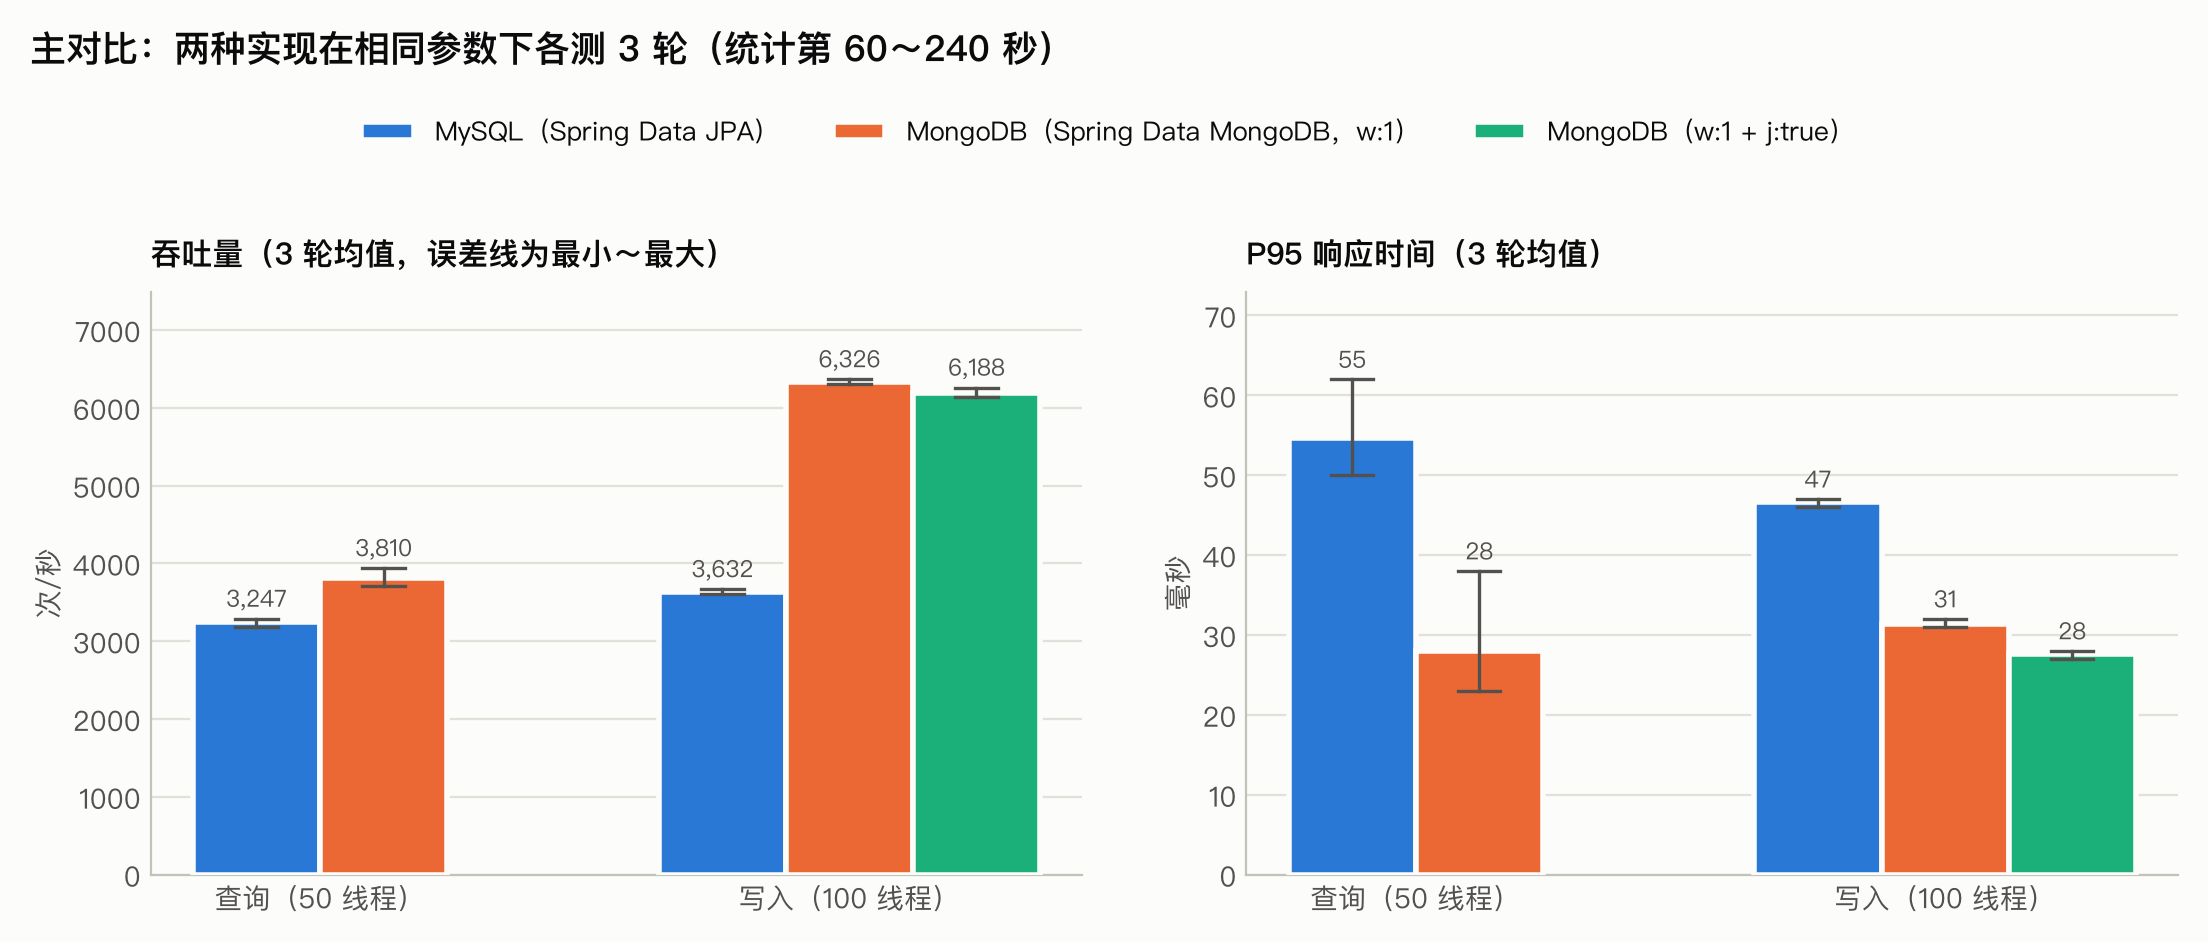 主对比：两种实现在相同参数下各测 3 轮（统计第 60～240 秒）
MySQL（Spring Data JPA）
MongoDB（Spring Data MongoDB，w:1）
MongoDB（w:1 + j:true）
吞吐量（3 轮均值，误差线为最小～最大）
次/秒
7000
6000
5000
4000
3000
2000
1000
0
3,247
3,810
3,632
6,326
6,188
查询（50 线程）
写入（100 线程）
P95 响应时间（3 轮均值）
毫秒
70
60
50
40
30
20
10
0
55
28
47
31
28
查询（50 线程）
写入（100 线程）